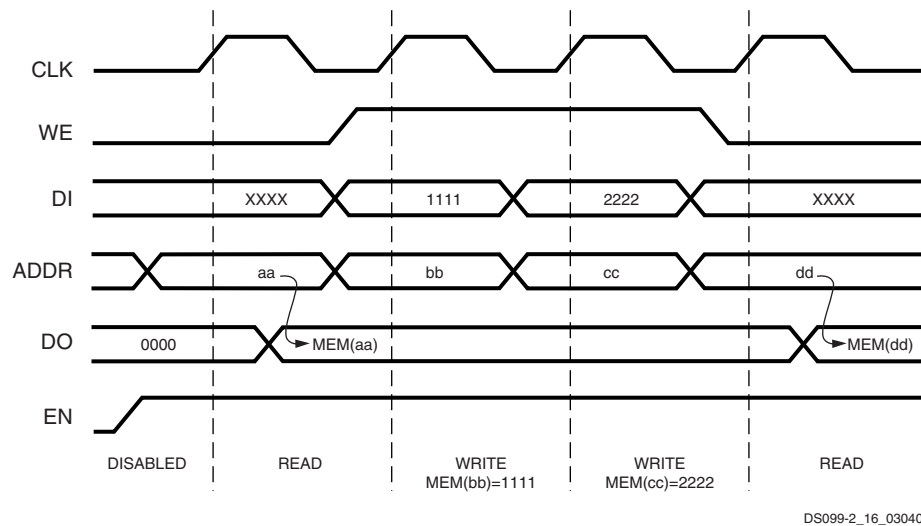 CLK
WE
DI XXXX 1111 2222 XXXX
ADDR aa bb cc dd
DO 0000 MEM(aa) MEM(dd)
EN
DISABLED READ WRITE WRITE READ
MEM(bb)=1111 MEM(cc)=2222
DS099-2_16_03040